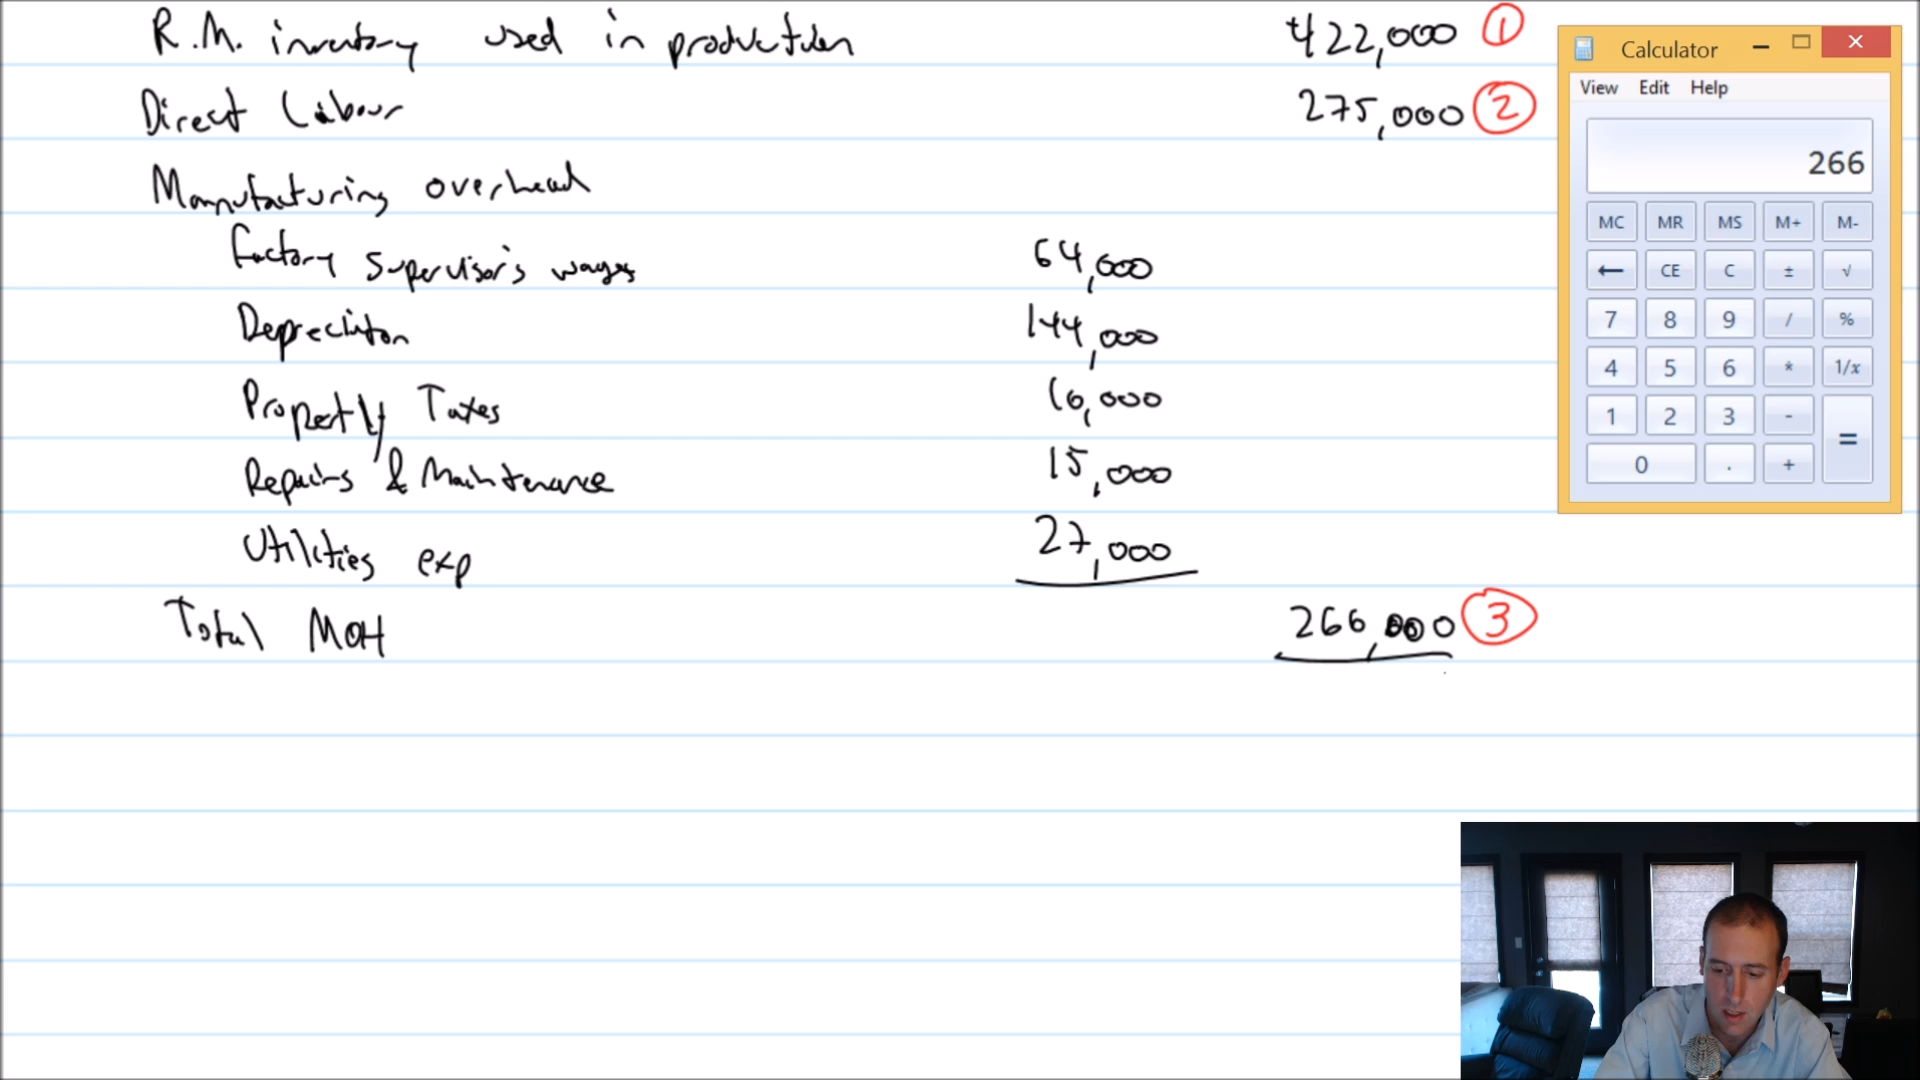 R.M. inventory used in production 422,000 1
Direct Labour 275,000 2
Manufacturing overhead
Factory supervisor's wages 64,000
Depreciation 144,000
Property Taxes 16,000
Repairs & Maintenance 15,000
Utilities exp 27,000
Total MOH 266,000 3
Calculator
View Edit Help
266
MC MR MS M+ M-
← CE C ± √
7 8 9 / %
4 5 6 * 1/x
1 2 3 - =
0 . +